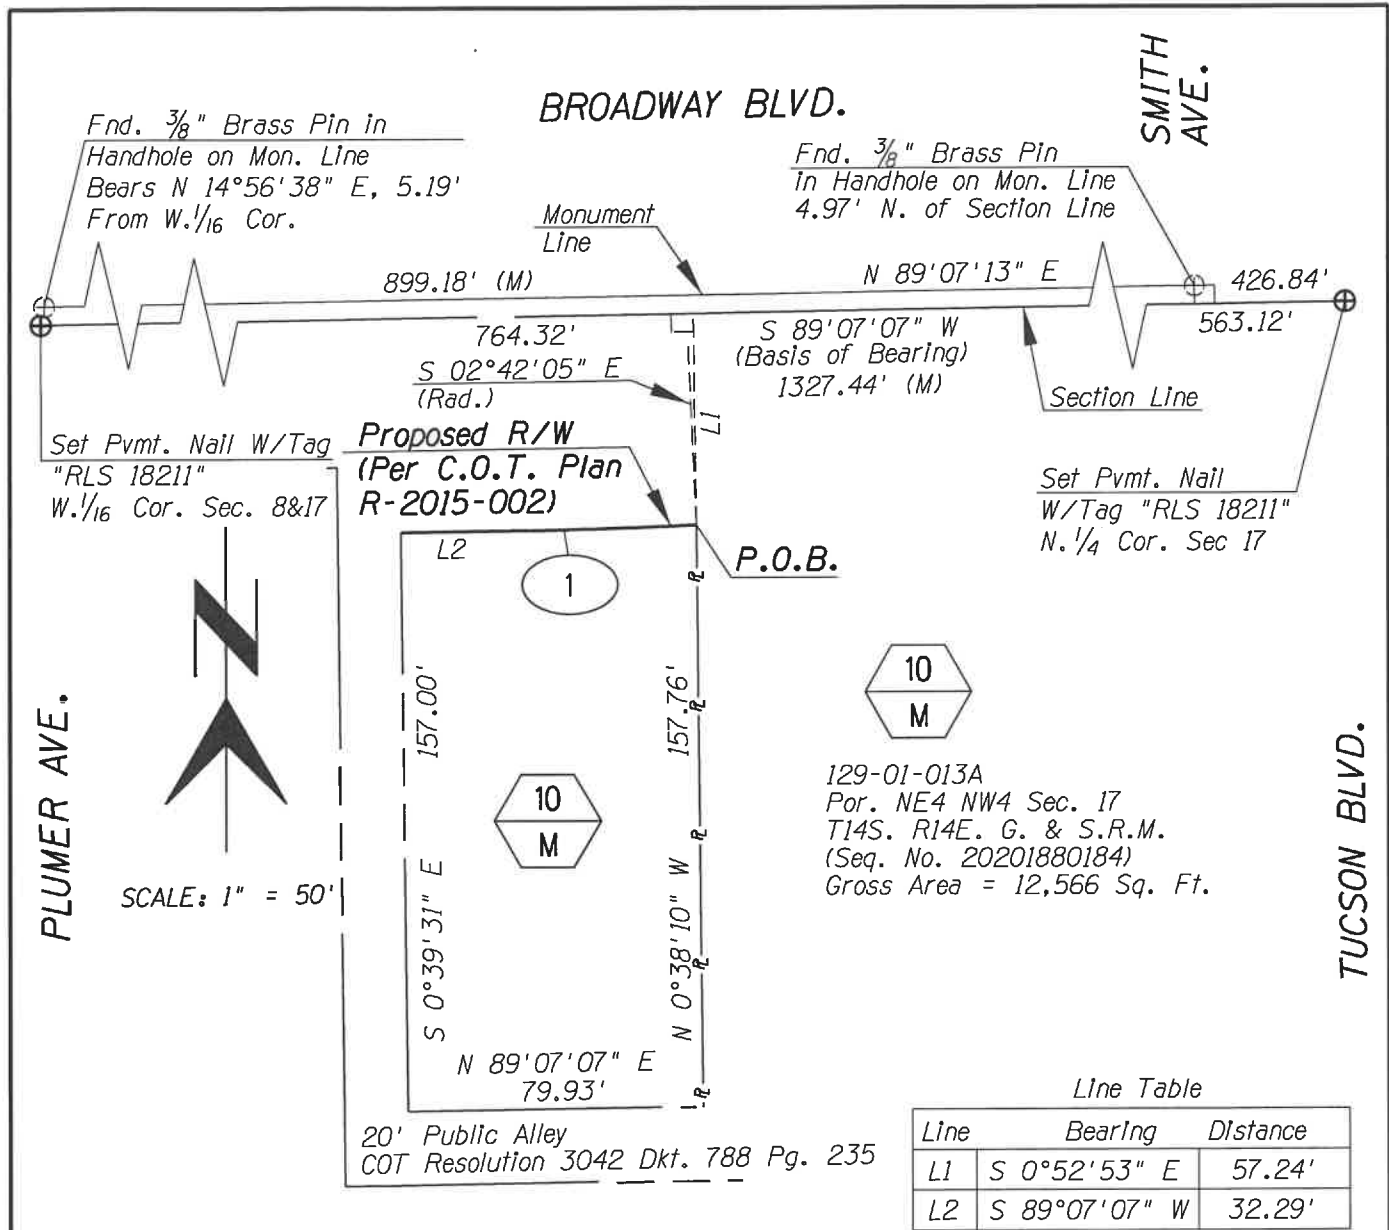 BROADWAY BLVD.
SMITH
AVE.
Fnd. 3/8" Brass Pin in
Handhole on Mon. Line
Bears N 14°56'38" E, 5.19'
From W.1/16 Cor.
Fnd. 3/8" Brass Pin
in Handhole on Mon. Line
4.97' N. of Section Line
Monument
Line
899.18' (M)
N 89°07'13" E
426.84'
764.32'
S 89°07'07" W
(Basis of Bearing)
1327.44' (M)
563.12'
S 02°42'05" E
(Rad.)
L1
Section Line
Set Pvmt. Nail W/Tag
"RLS 18211"
W.1/16 Cor. Sec. 8&17
Proposed R/W
(Per C.O.T. Plan
R-2015-002)
Set Pvmt. Nail
W/Tag "RLS 18211"
N.1/4 Cor. Sec 17
L2
1
P.O.B.
N
PLUMER AVE.
SCALE: 1" = 50'
157.00'
S 0°39'31" E
157.76'
N 0°38'10" W
PL
PL
PL
PL
PL
10
M
10
M
129-01-013A
Por. NE4 NW4 Sec. 17
T14S. R14E. G. & S.R.M.
(Seq. No. 20201880184)
Gross Area = 12,566 Sq. Ft.
TUCSON BLVD.
N 89°07'07" E
79.93'
20' Public Alley
COT Resolution 3042 Dkt. 788 Pg. 235
Line Table
Line Bearing Distance
L1 S 0°52'53" E 57.24'
L2 S 89°07'07" W 32.29'